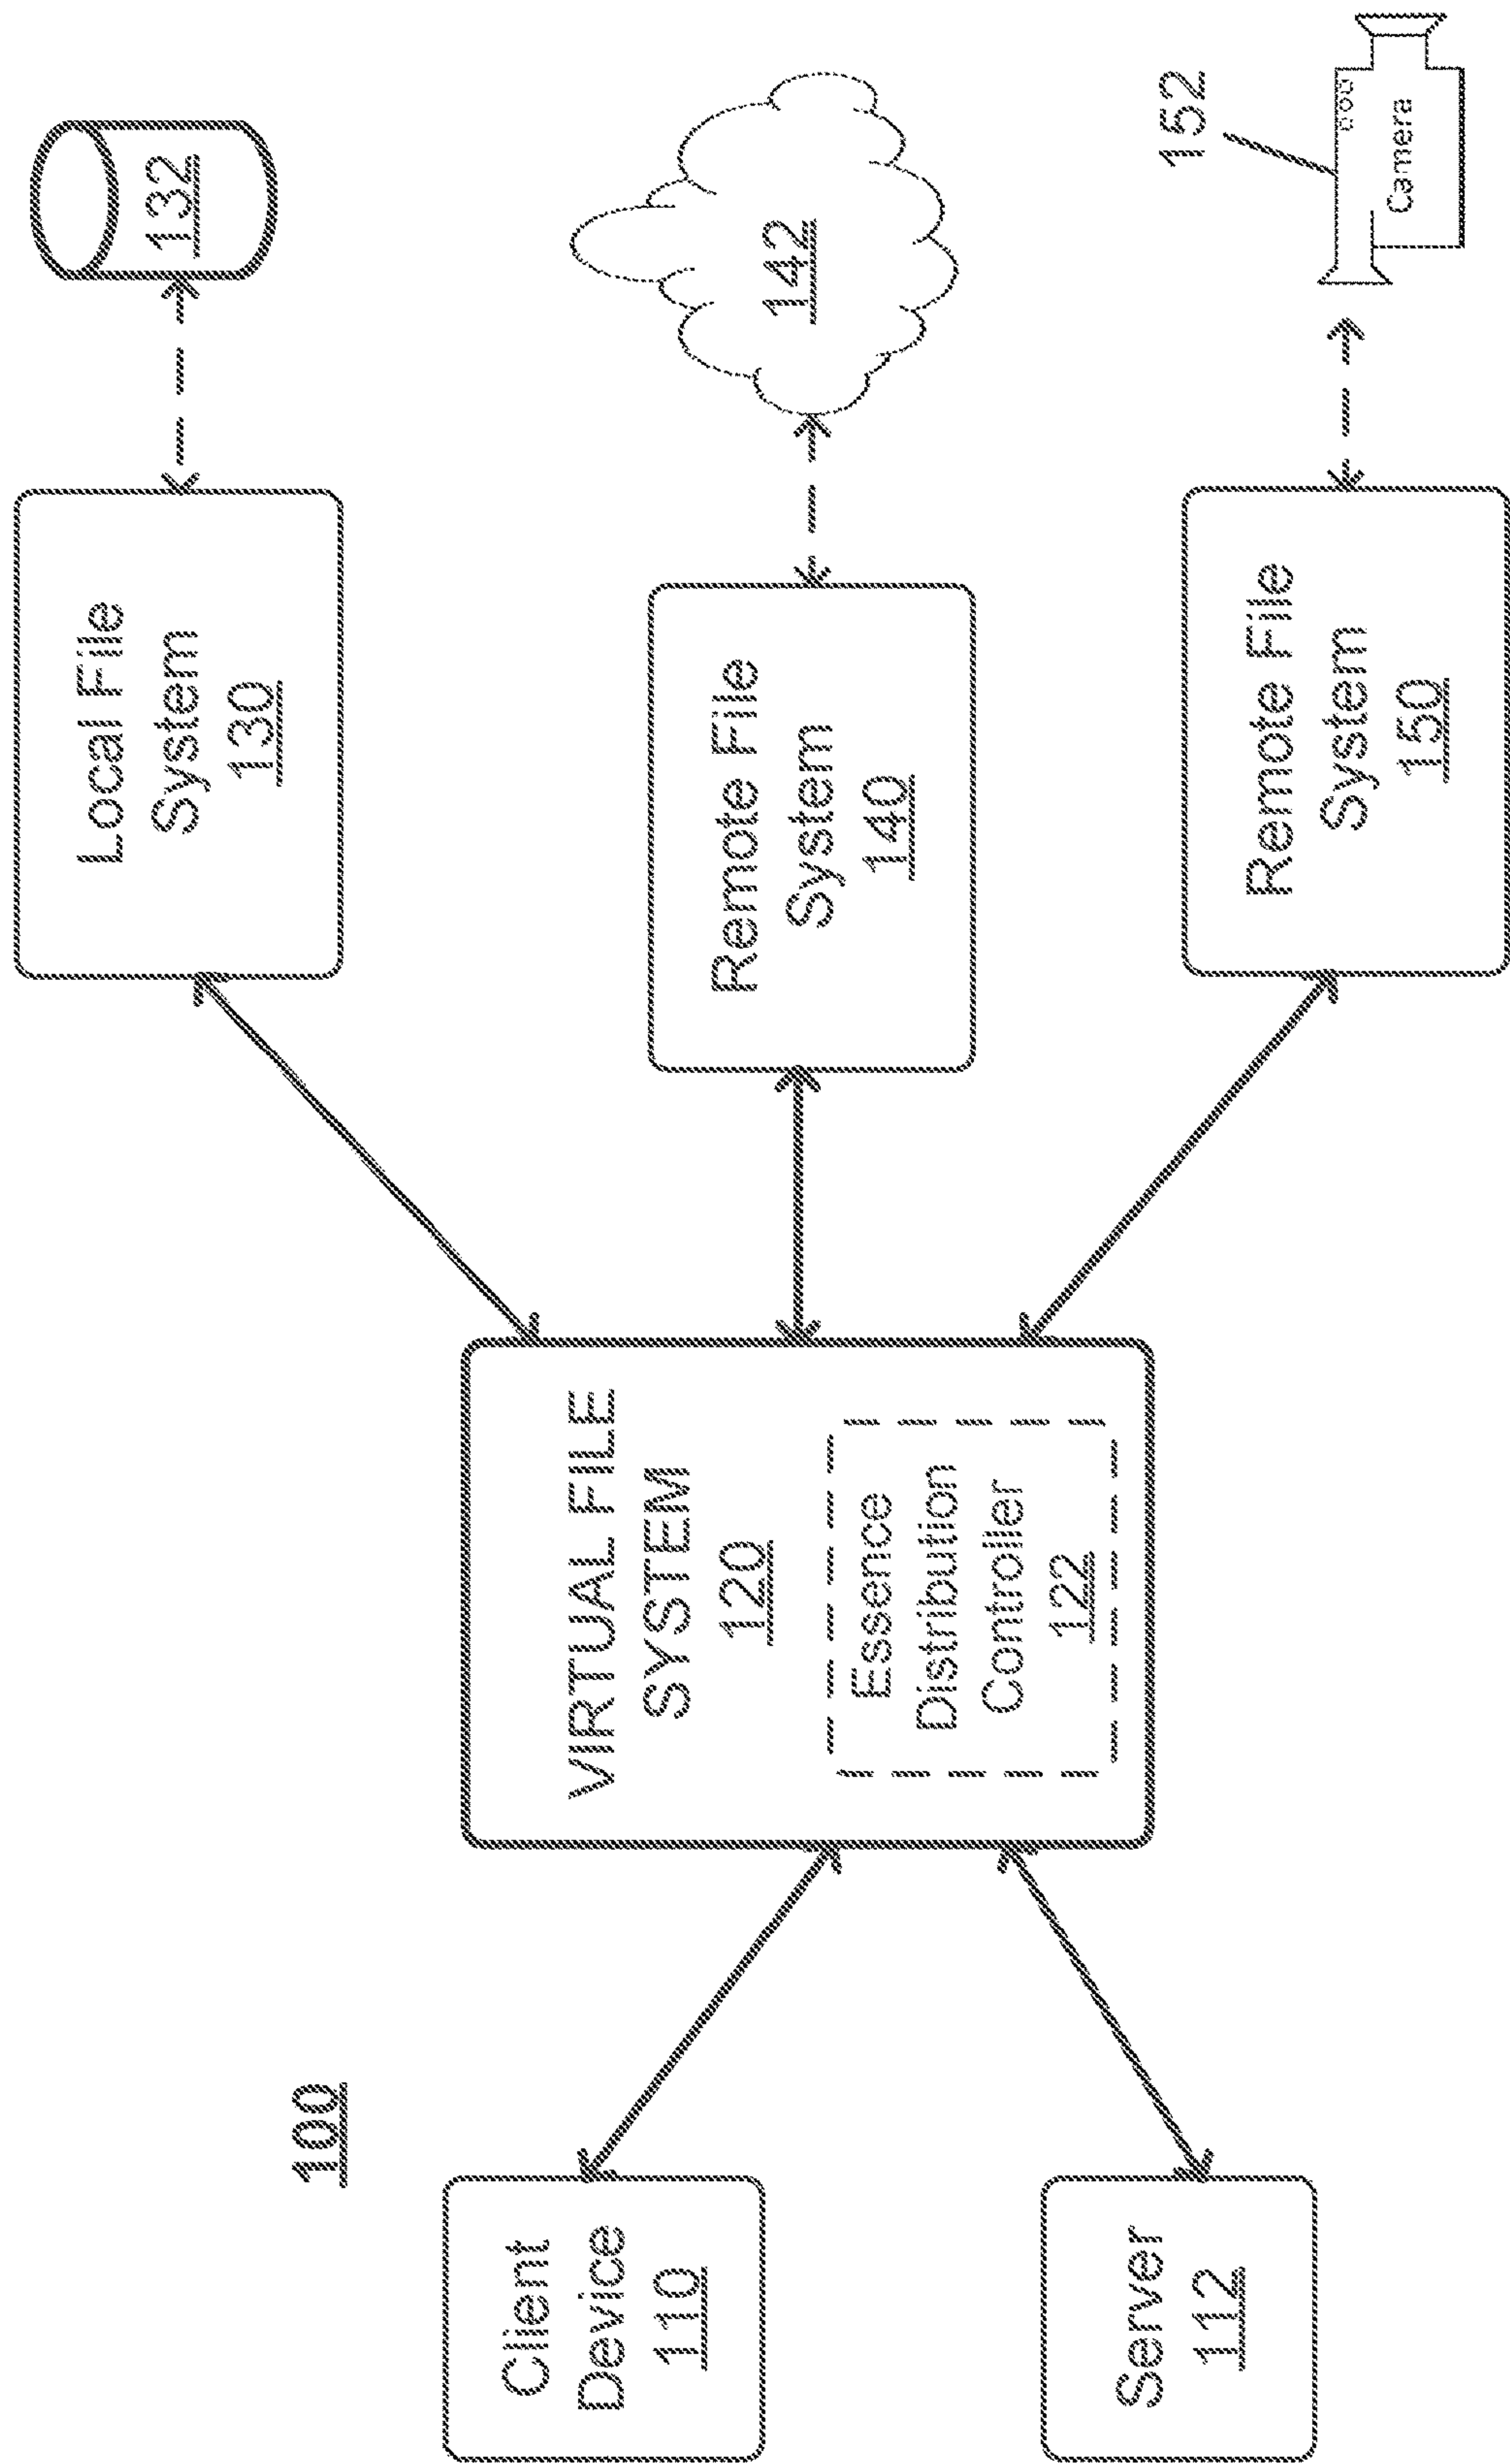 100
Client
Device
110
Server
112
VIRTUAL FILE
SYSTEM
120
Essence
Distribution
Controller
122
Local File
System
130
132
Remote File
System
140
142
Remote File
System
150
152
Camera